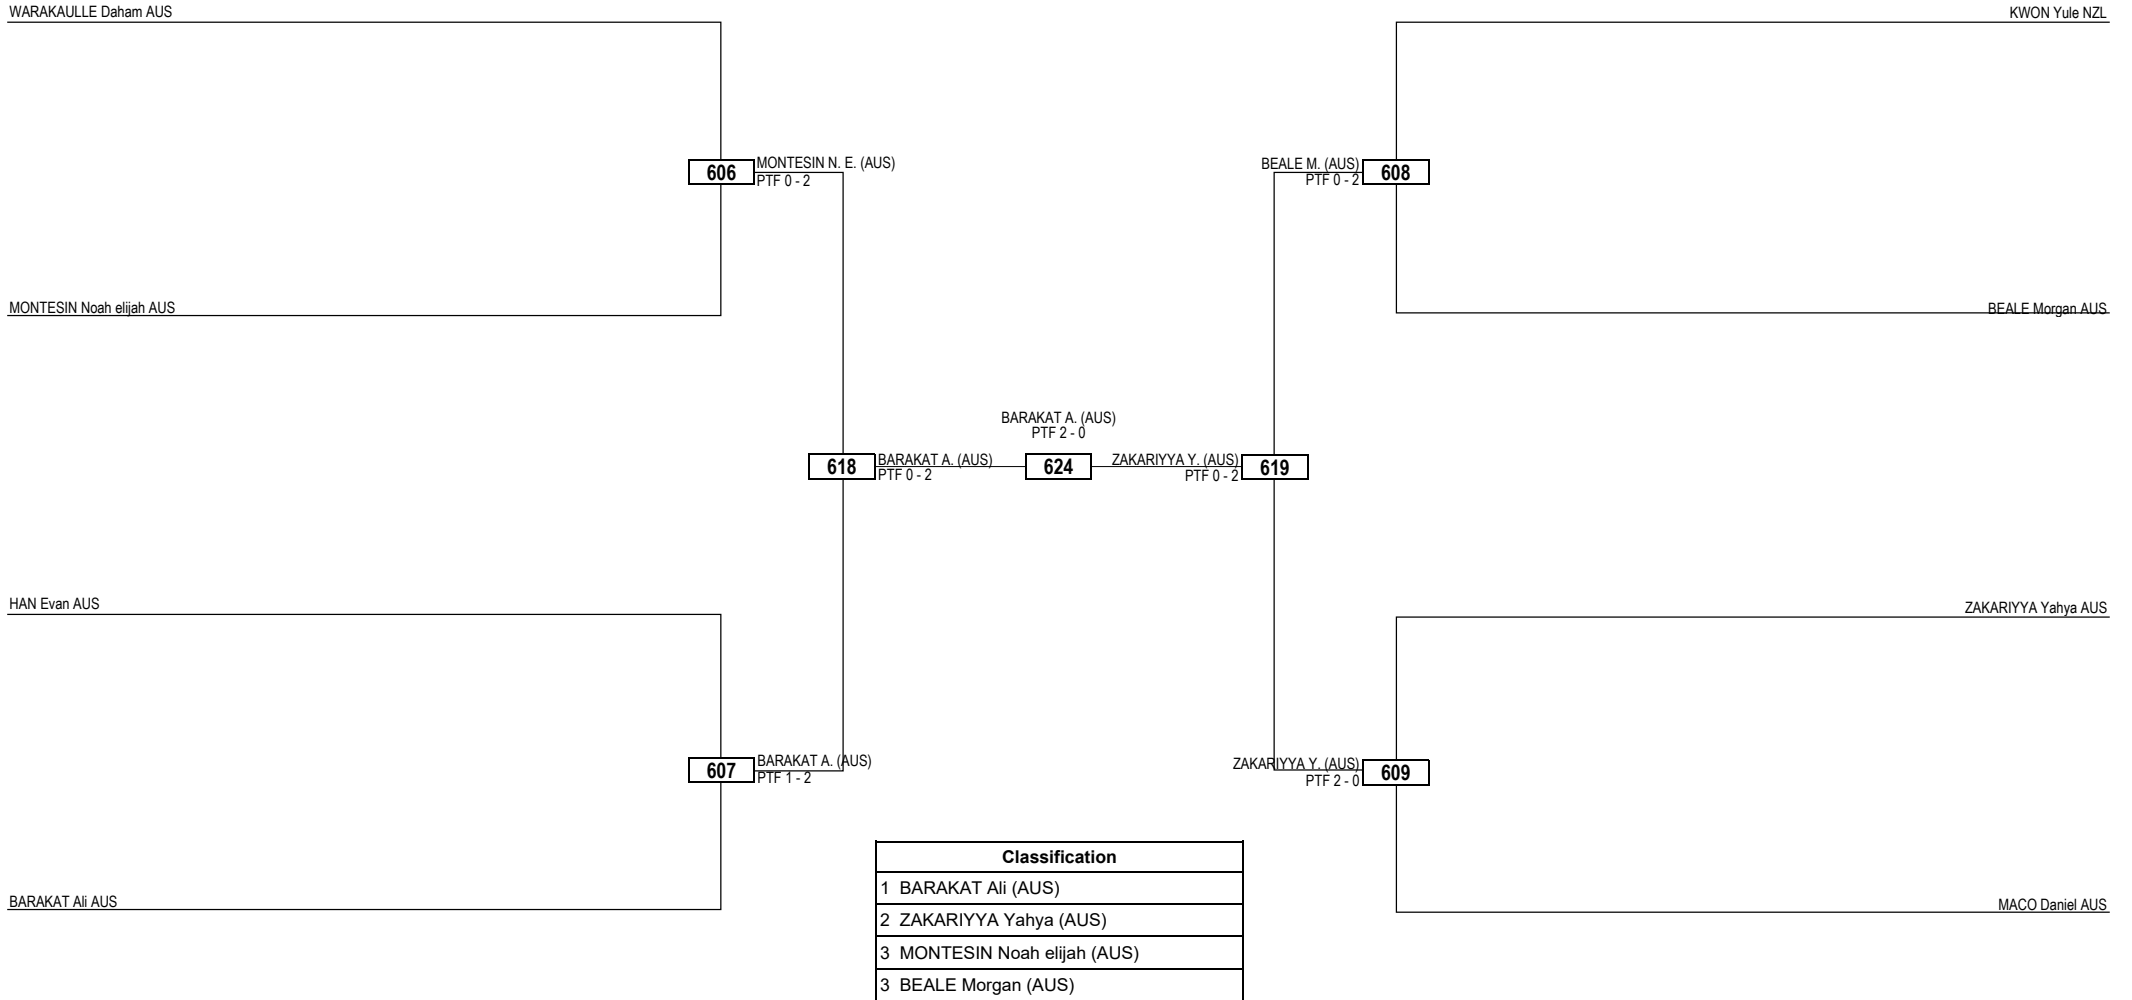 WARAKAULLE Daham AUS
KWON Yule NZL
606
MONTESIN N. E. (AUS)
PTF 0 - 2
BEALE M. (AUS)
PTF 0 - 2
608
MONTESIN Noah elijah AUS
BEALE Morgan AUS
BARAKAT A. (AUS)
PTF 2 - 0
618
BARAKAT A. (AUS)
PTF 0 - 2
624
ZAKARIYYA Y. (AUS)
PTF 0 - 2
619
HAN Evan AUS
ZAKARIYYA Yahya AUS
607
BARAKAT A. (AUS)
PTF 1 - 2
ZAKARIYYA Y. (AUS)
PTF 2 - 0
609
BARAKAT Ali AUS
MACO Daniel AUS
Classification
1 BARAKAT Ali (AUS)
2 ZAKARIYYA Yahya (AUS)
3 MONTESIN Noah elijah (AUS)
3 BEALE Morgan (AUS)